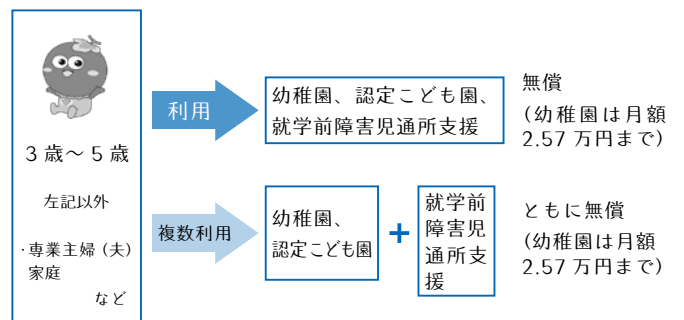 3歳～5歳
左記以外
・専業主婦（夫）
家庭
など
利用
幼稚園、認定こども園、
就学前障害児通所支援
無償
(幼稚園は月額
2.57万円まで)
複数利用
幼稚園、
認定こども園
+
就学前
障害児
通所支
援
ともに無償
(幼稚園は月額
2.57万円まで)